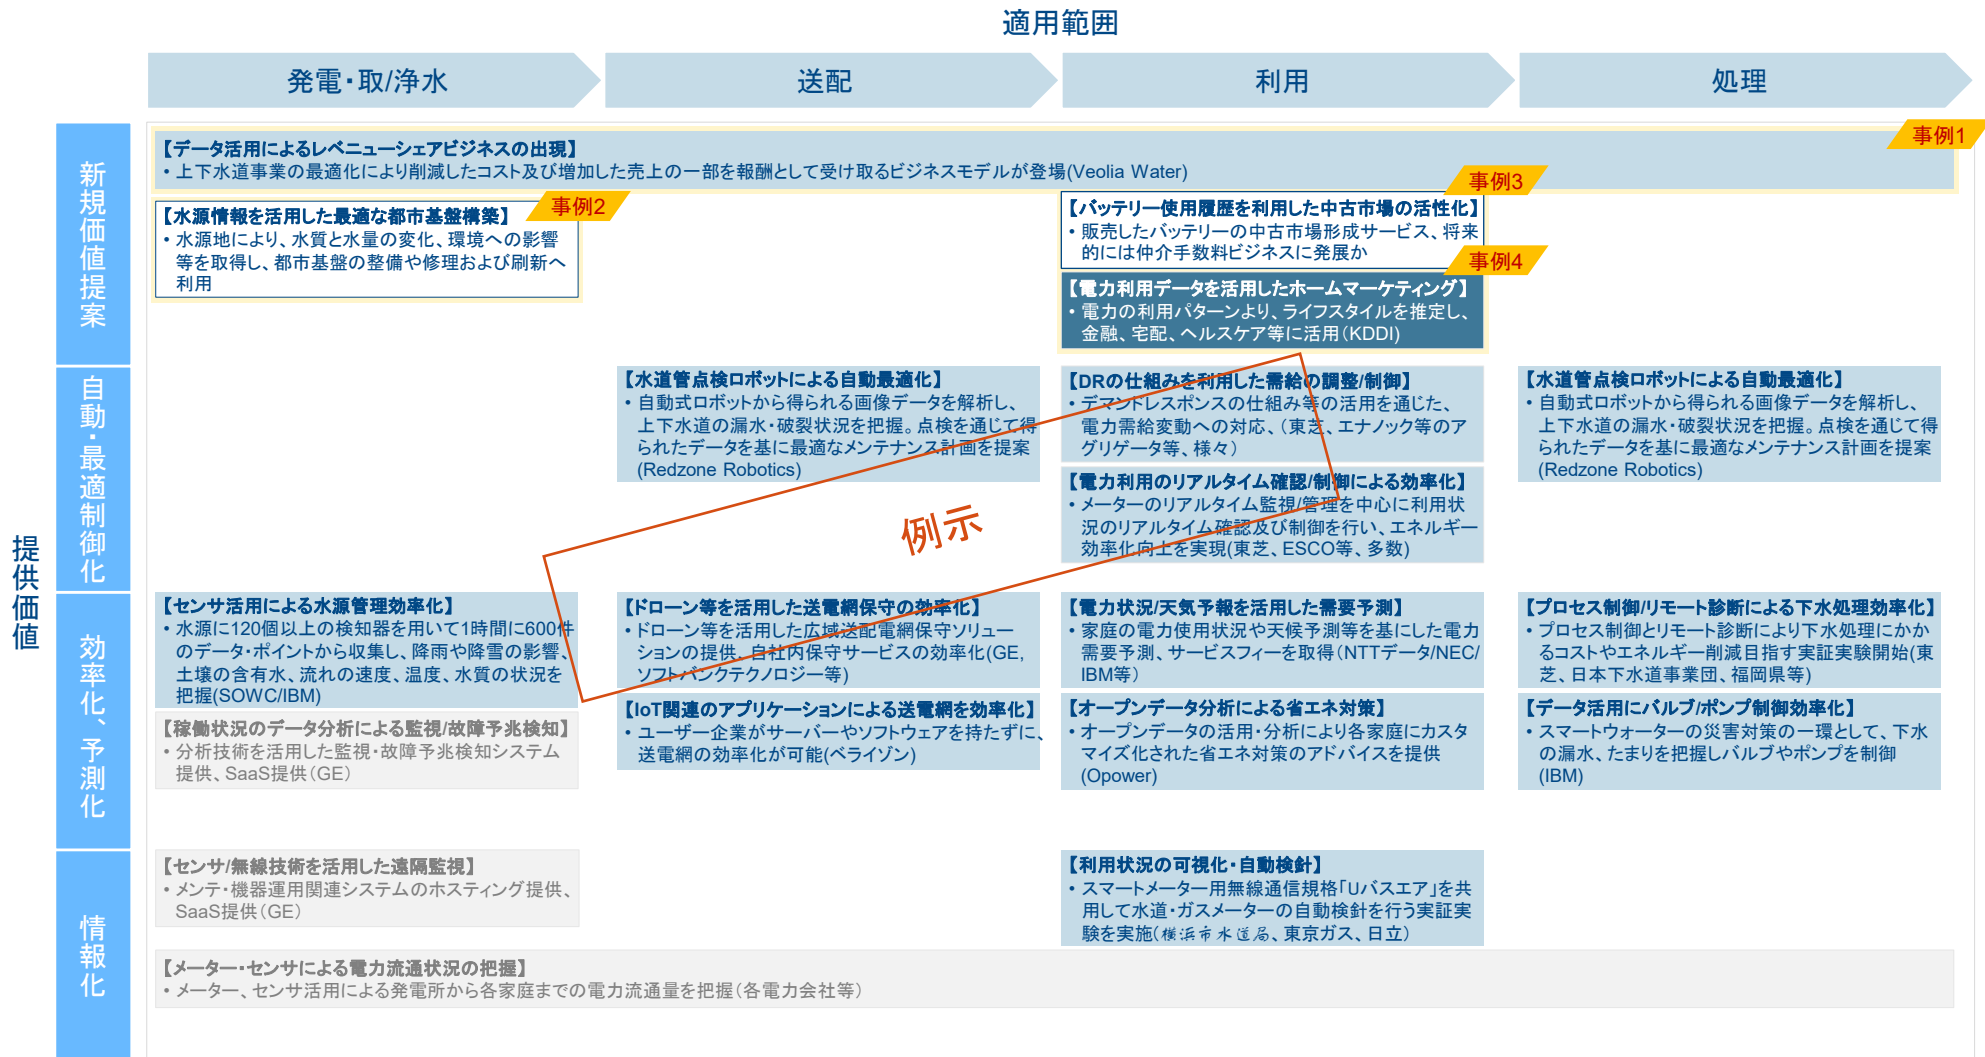 適用範囲
発電・取/浄水
送配
利用
処理
提供価値
新規価値提案
【データ活用によるレベニューシェアビジネスの出現】
・上下水道事業の最適化により削減したコスト及び増加した売上の一部を報酬として受け取るビジネスモデルが登場(Veolia Water)
事例1
【水源情報を活用した最適な都市基盤構築】
・水源地により、水質と水量の変化、環境への影響
等を取得し、都市基盤の整備や修理および刷新へ
利用
事例2
【バッテリー使用履歴を利用した中古市場の活性化】
・販売したバッテリーの中古市場形成サービス、将来
的には仲介手数料ビジネスに発展か
事例3
【電力利用データを活用したホームマーケティング】
・電力の利用パターンより、ライフスタイルを推定し、
金融、宅配、ヘルスケア等に活用(KDDI)
事例4
自動・最適制御化
【水道管点検ロボットによる自動最適化】
・自動式ロボットから得られる画像データを解析し、
上下水道の漏水・破裂状況を把握。点検を通じて得
られたデータを基に最適なメンテナンス計画を提案
(Redzone Robotics)
【DRの仕組みを利用した需給の調整/制御】
・デマンドレスポンスの仕組み等の活用を通じた、
電力需給変動への対応、(東芝、エナノック等のア
グリゲータ等、様々)
【電力利用のリアルタイム確認/制御による効率化】
・メーターのリアルタイム監視/管理を中心に利用状
況のリアルタイム確認及び制御を行い、エネルギー
効率化向上を実現(東芝、ESCO等、多数)
【水道管点検ロボットによる自動最適化】
・自動式ロボットから得られる画像データを解析し、
上下水道の漏水・破裂状況を把握。点検を通じて得
られたデータを基に最適なメンテナンス計画を提案
(Redzone Robotics)
例示
効率化、予測化
【センサ活用による水源管理効率化】
・水源に120個以上の検知器を用いて1時間に600件
のデータ・ポイントから収集し、降雨や降雪の影響、
土壌の含有水、流れの速度、温度、水質の状況を
把握(SOWC/IBM)
【稼働状況のデータ分析による監視/故障予兆検知】
・分析技術を活用した監視・故障予兆検知システム
提供、SaaS提供(GE)
【ドローン等を活用した送電網保守の効率化】
・ドローン等を活用した広域送配電網保守ソリュー
ションの提供、自社内保守サービスの効率化(GE,
ソフトバンクテクノロジー等)
【IoT関連のアプリケーションによる送電網を効率化】
・ユーザー企業がサーバーやソフトウェアを持たずに、
送電網の効率化が可能(ベライゾン)
【電力状況/天気予報を活用した需要予測】
・家庭の電力使用状況や天候予測等を基にした電力
需要予測、サービスフィーを取得(NTTデータ/NEC/
IBM等)
【オープンデータ分析による省エネ対策】
・オープンデータの活用・分析により各家庭にカスタ
マイズ化された省エネ対策のアドバイスを提供
(Opower)
【プロセス制御/リモート診断による下水処理効率化】
・プロセス制御とリモート診断により下水処理にかか
るコストやエネルギー削減目指す実証実験開始(東
芝、日本下水道事業団、福岡県等)
【データ活用にバルブ/ポンプ制御効率化】
・スマートウォーターの災害対策の一環として、下水
の漏水、たまりを把握しバルブやポンプを制御
(IBM)
情報化
【センサ/無線技術を活用した遠隔監視】
・メンテ・機器運用関連システムのホスティング提供、
SaaS提供(GE)
【利用状況の可視化・自動検針】
・スマートメーター用無線通信規格「Uバスエア」を共
用して水道・ガスメーターの自動検針を行う実証実
験を実施(横浜市水道局、東京ガス、日立)
【メーター・センサによる電力流通状況の把握】
・メーター、センサ活用による発電所から各家庭までの電力流通量を把握(各電力会社等)